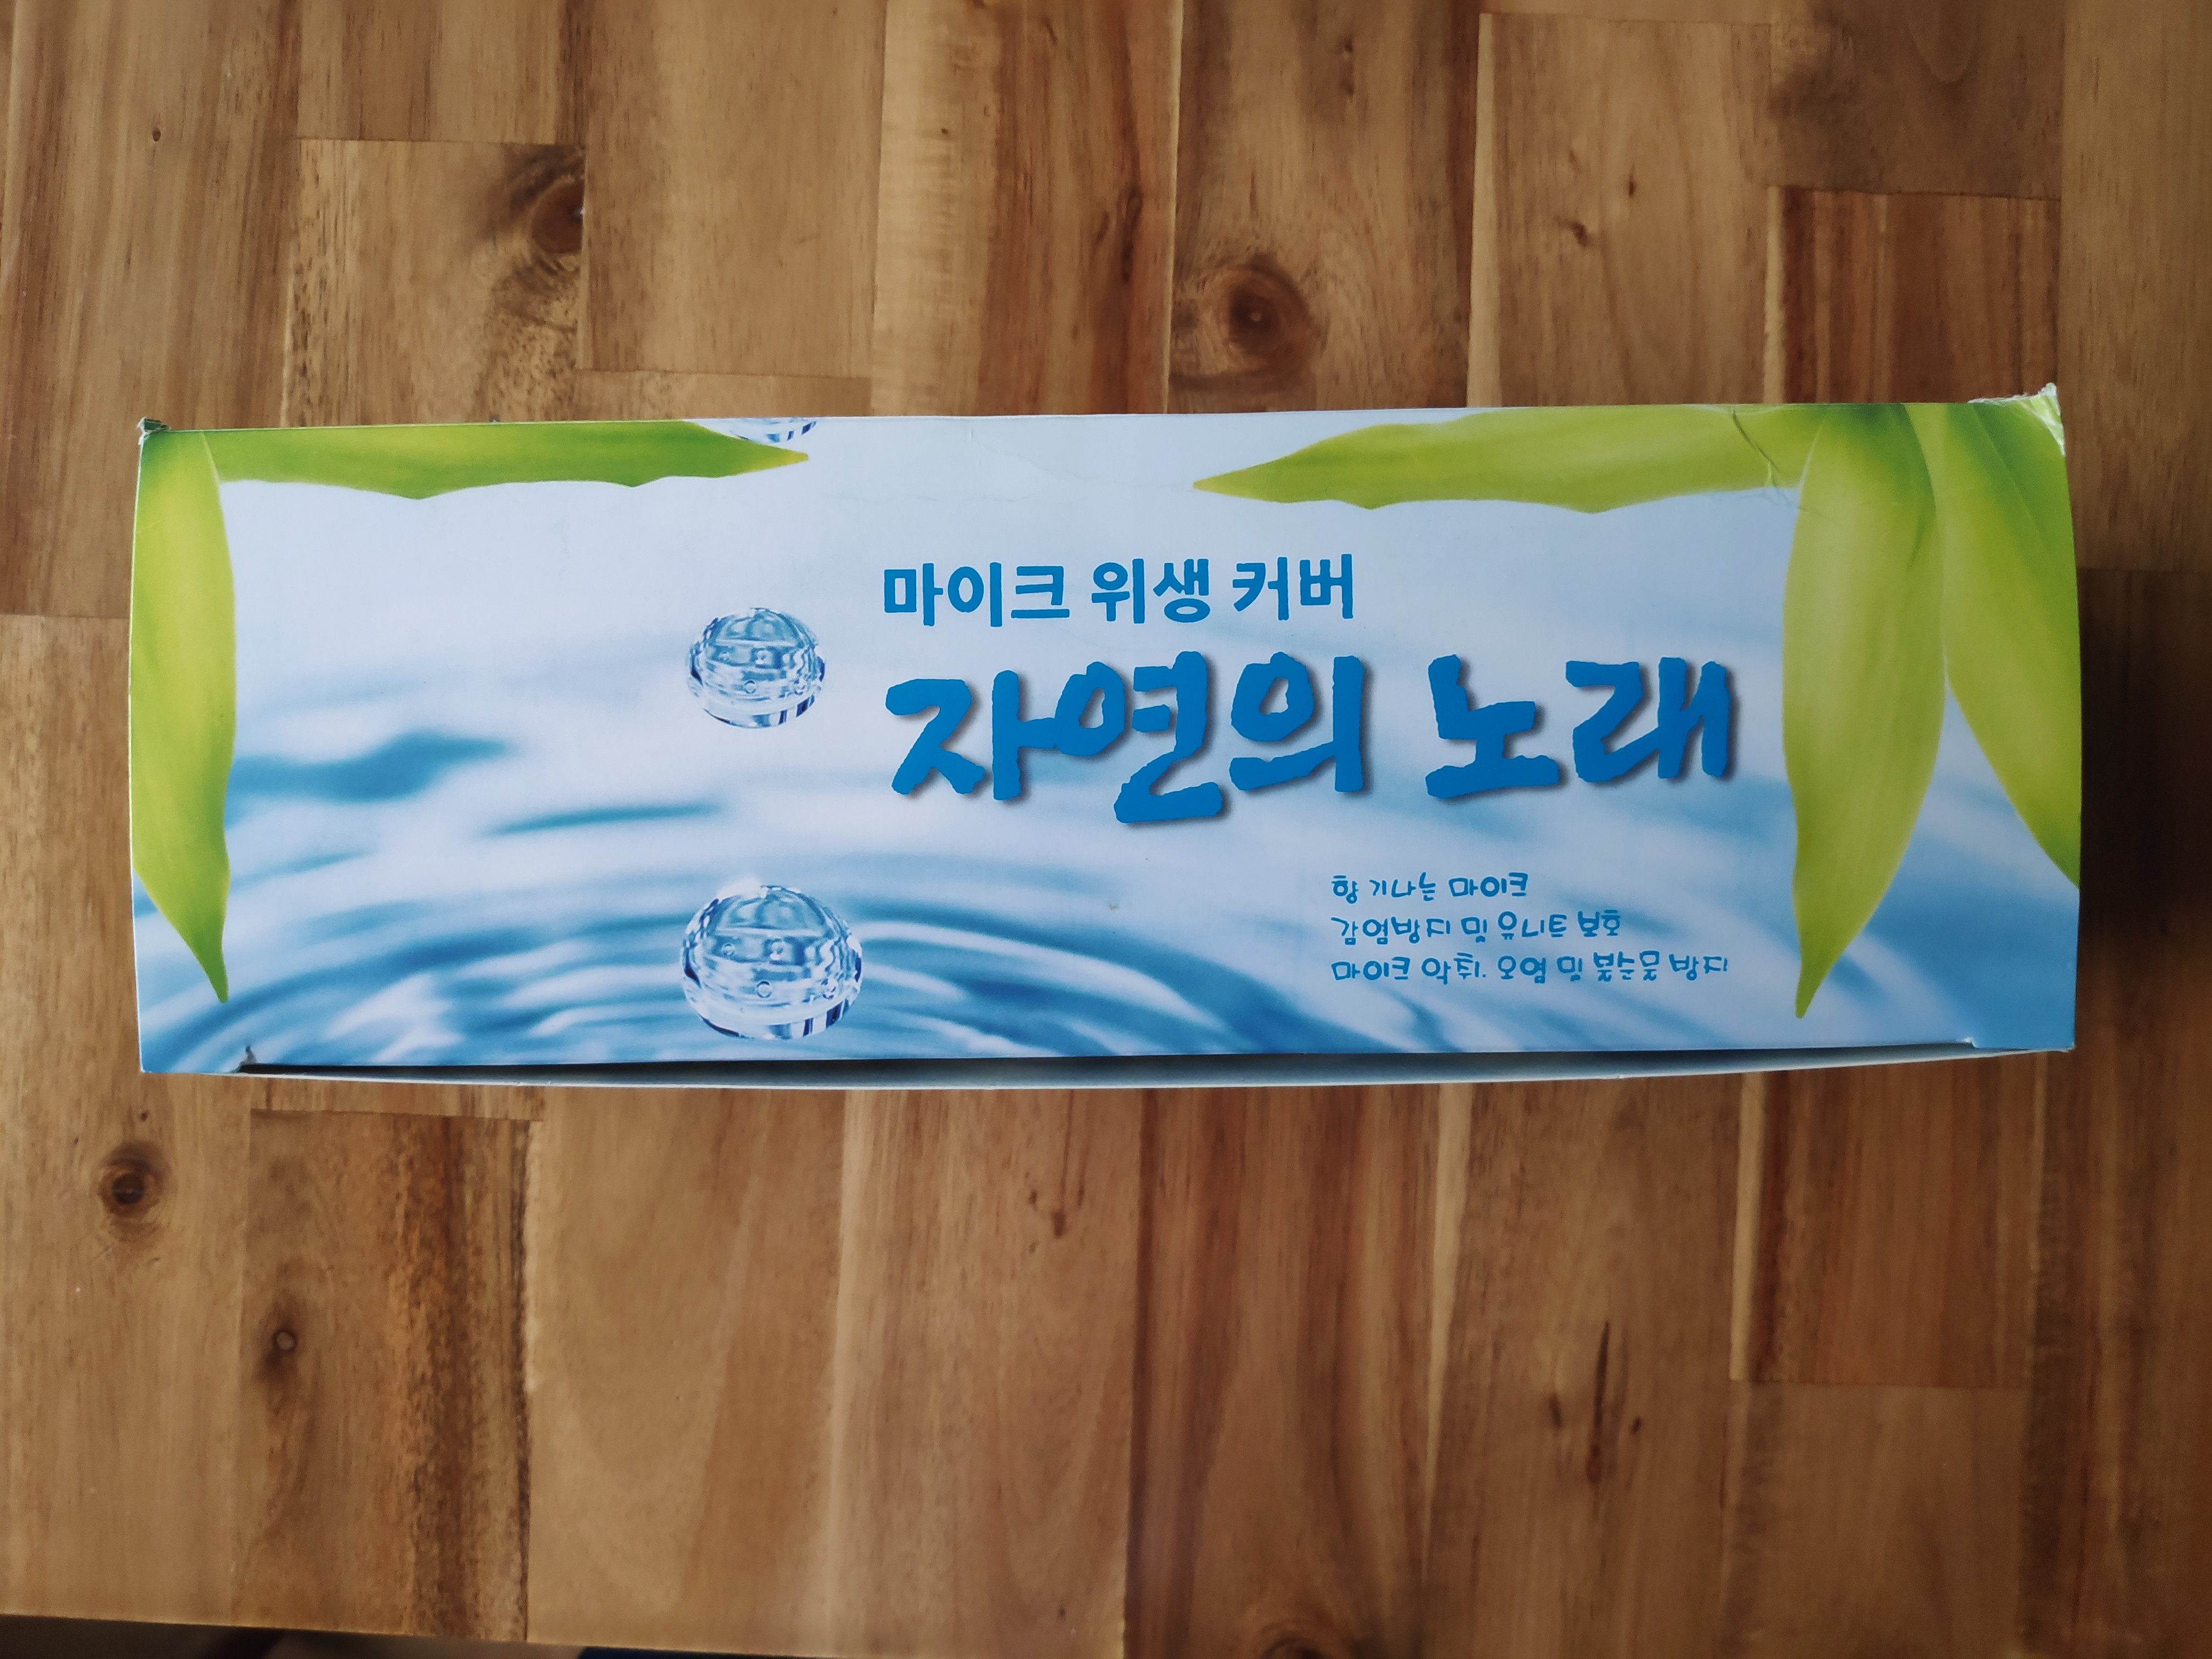 마이크 위생 커버
자연의 노래
향기나는 마이크
감염방지 및 유니트 보호
마이크 악취. 오염 및 불순물 방지